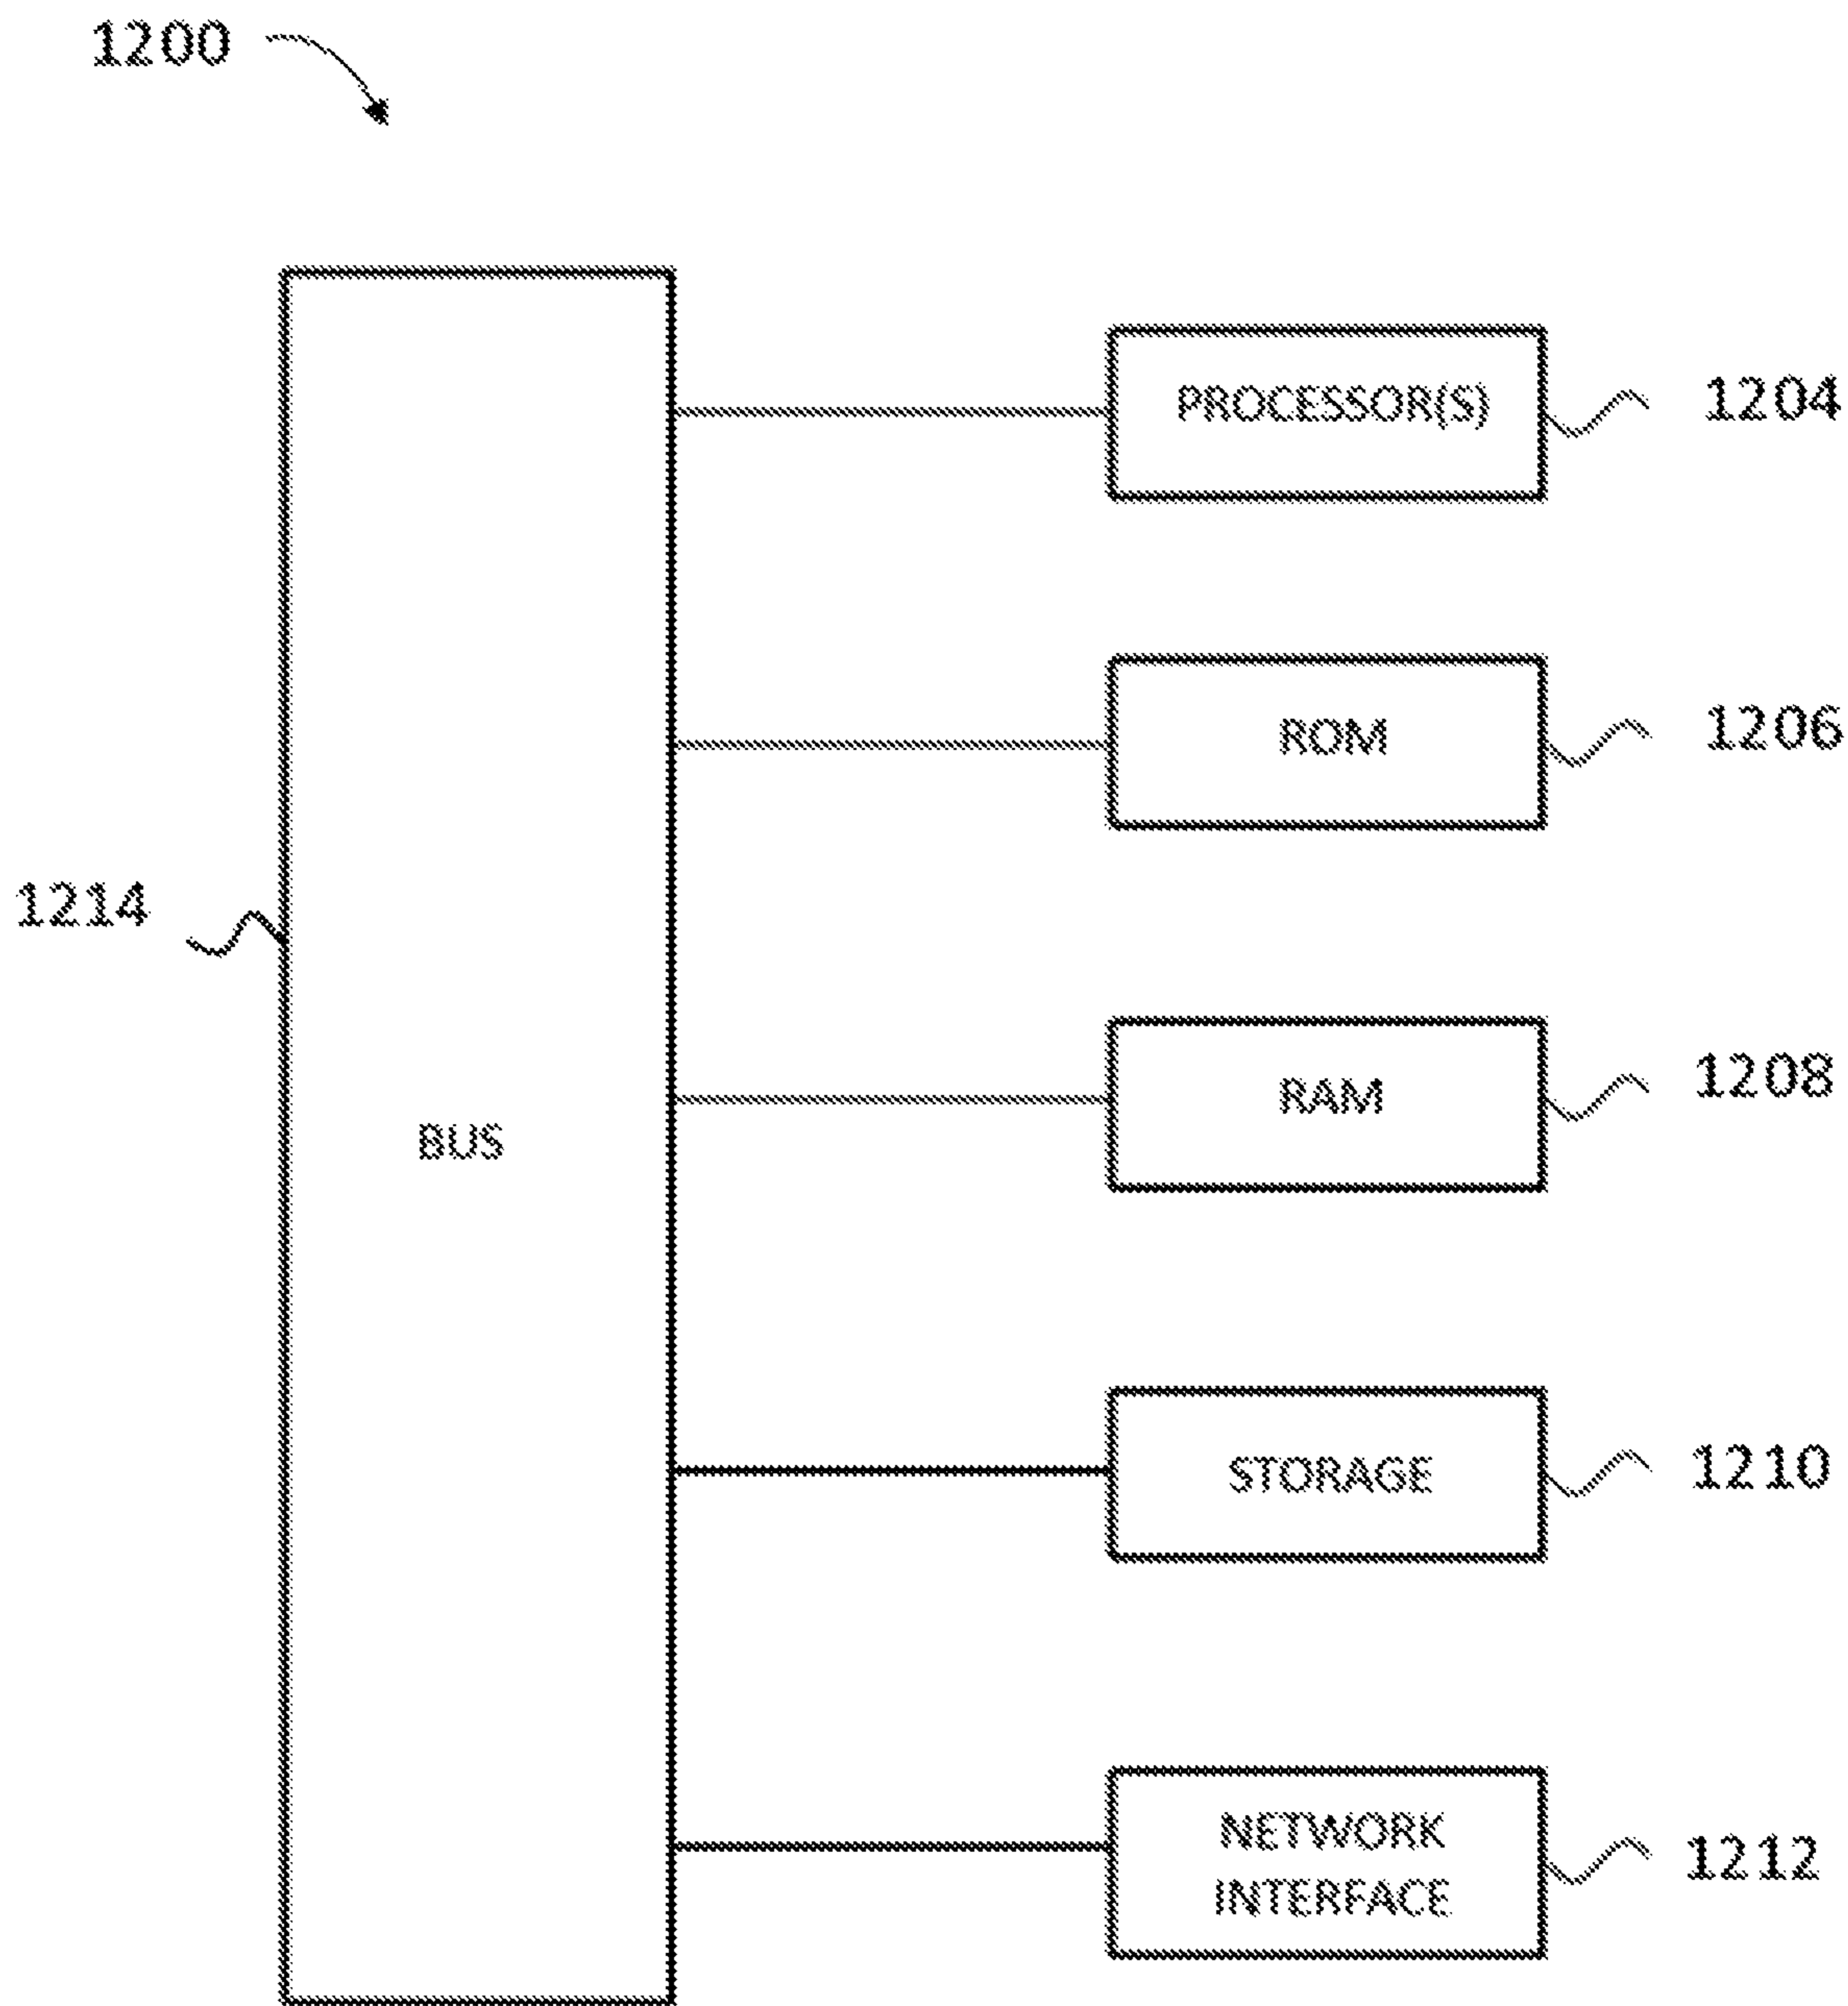 1200
PROCESSOR(S)
1204
ROM
1206
1214
RAM
1208
BUS
STORAGE
1210
NETWORK
INTERFACE
1212